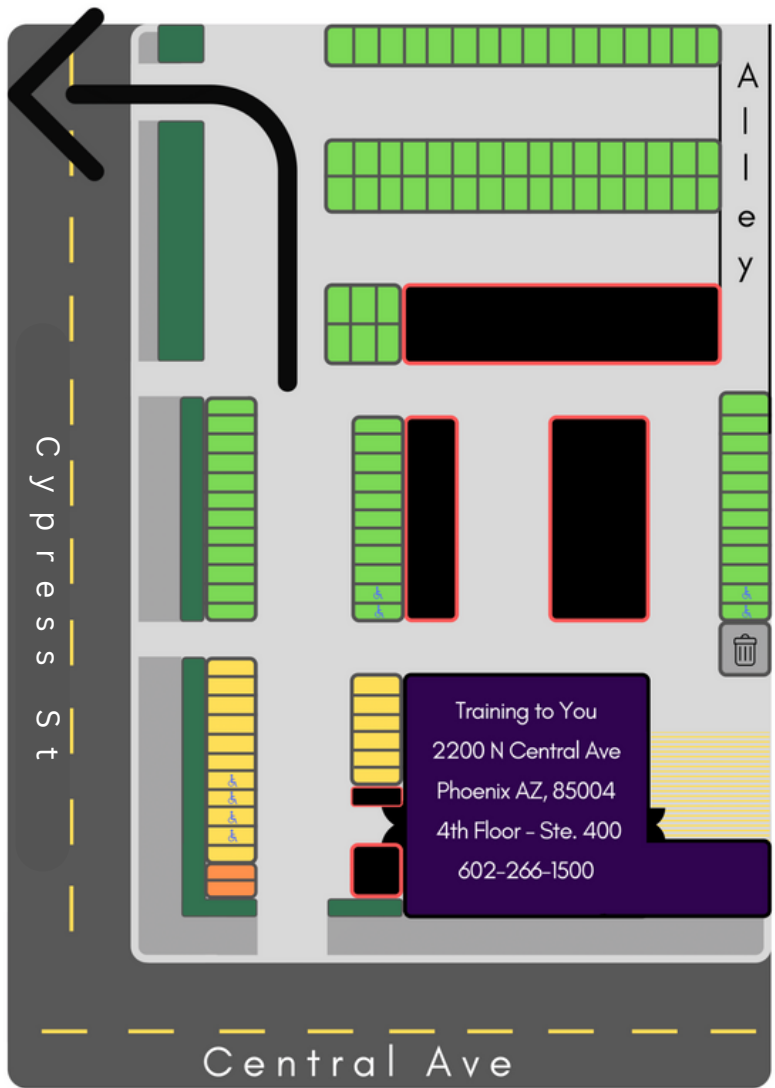 Alley
Cypress St
Training to You
2200 N Central Ave
Phoenix AZ, 85004
4th Floor - Ste. 400
602-266-1500
Central Ave